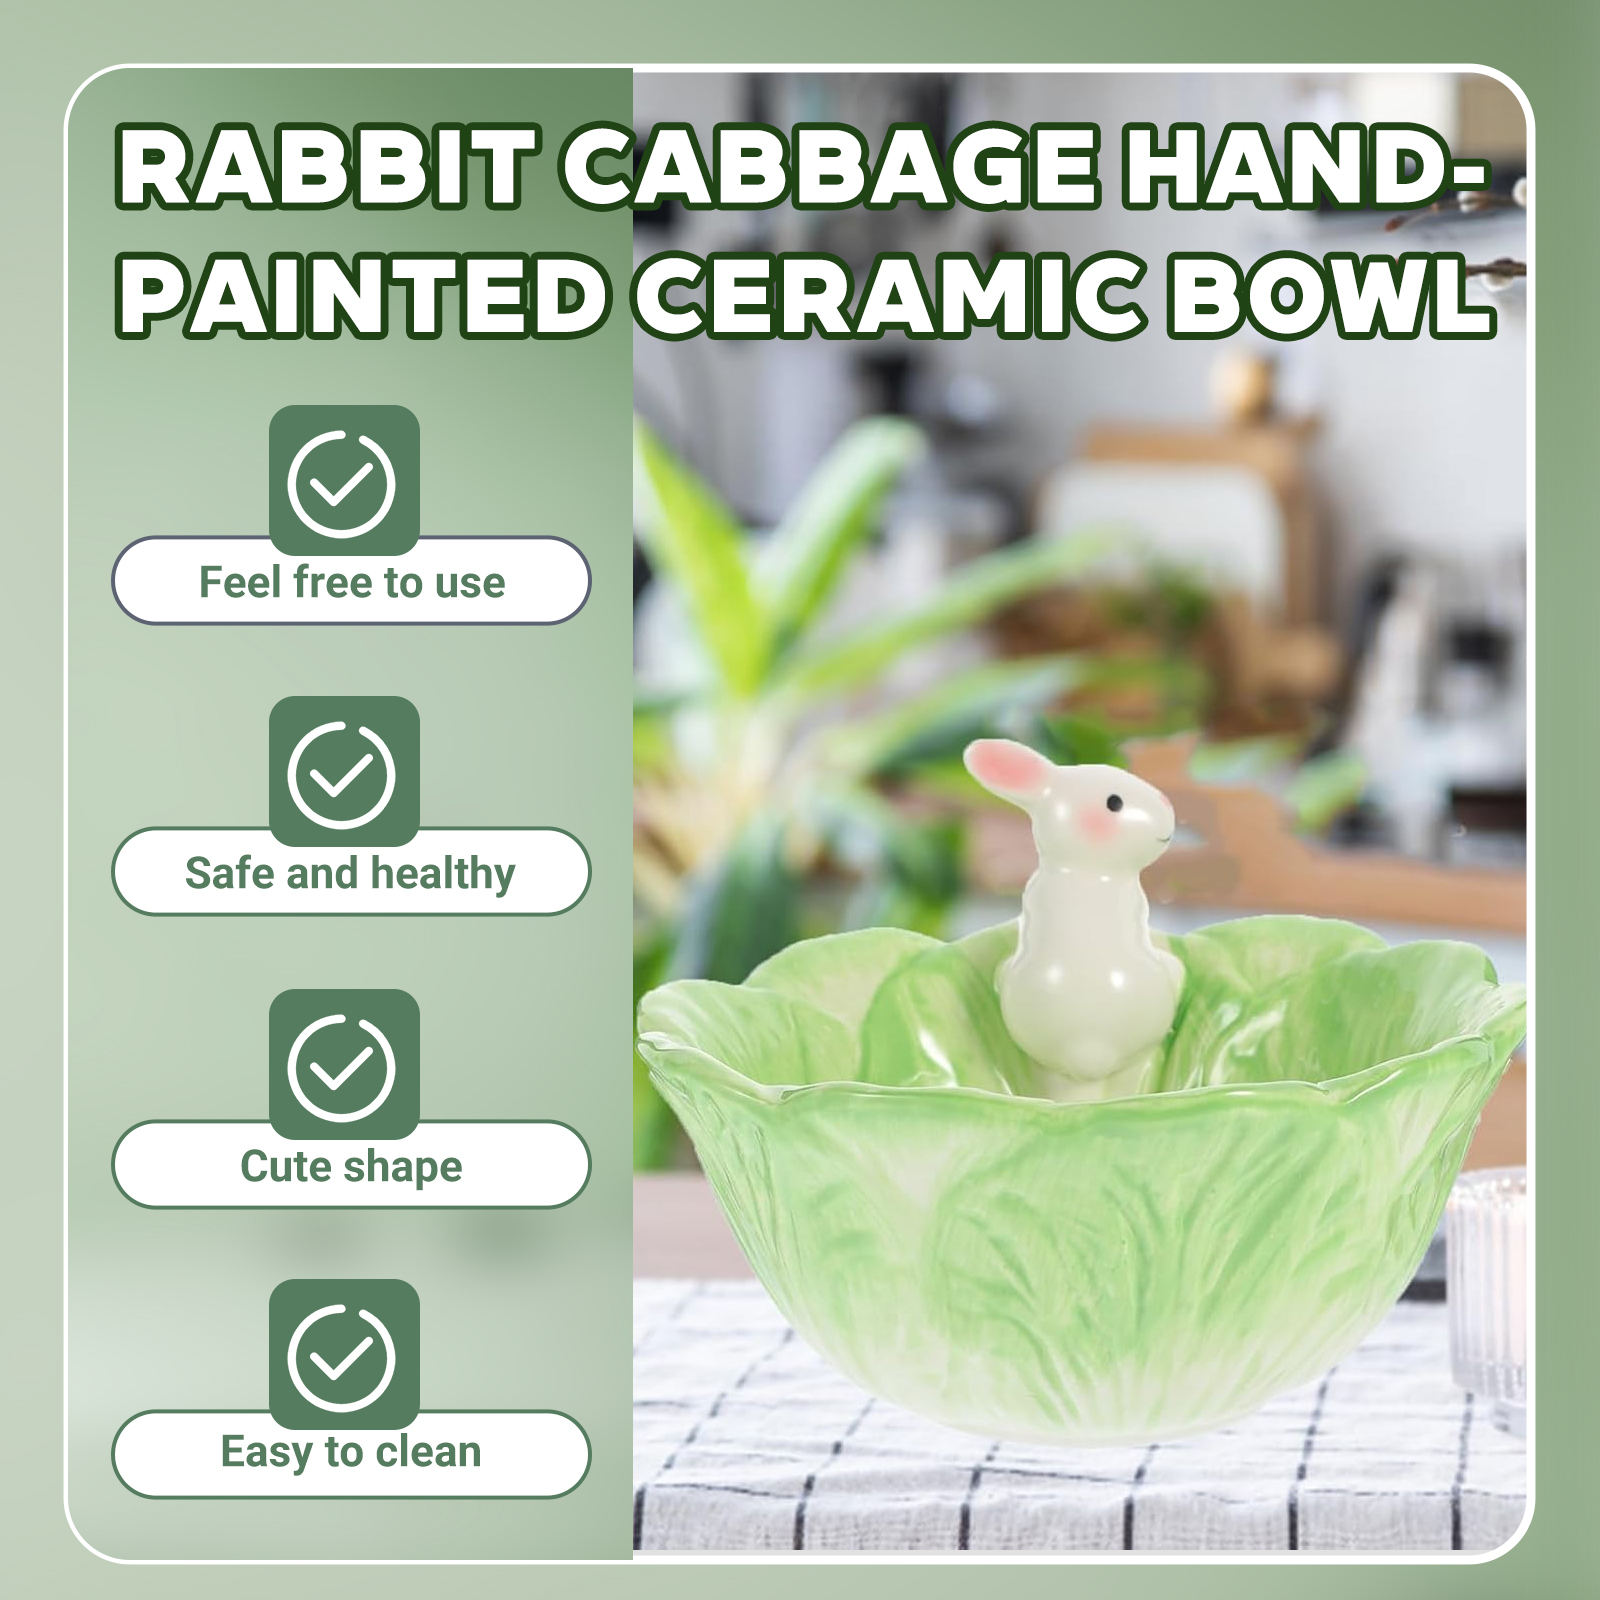 RABBIT CABBAGE HAND-
PAINTED CERAMIC BOWL
Feel free to use
Safe and healthy
Cute shape
Easy to clean